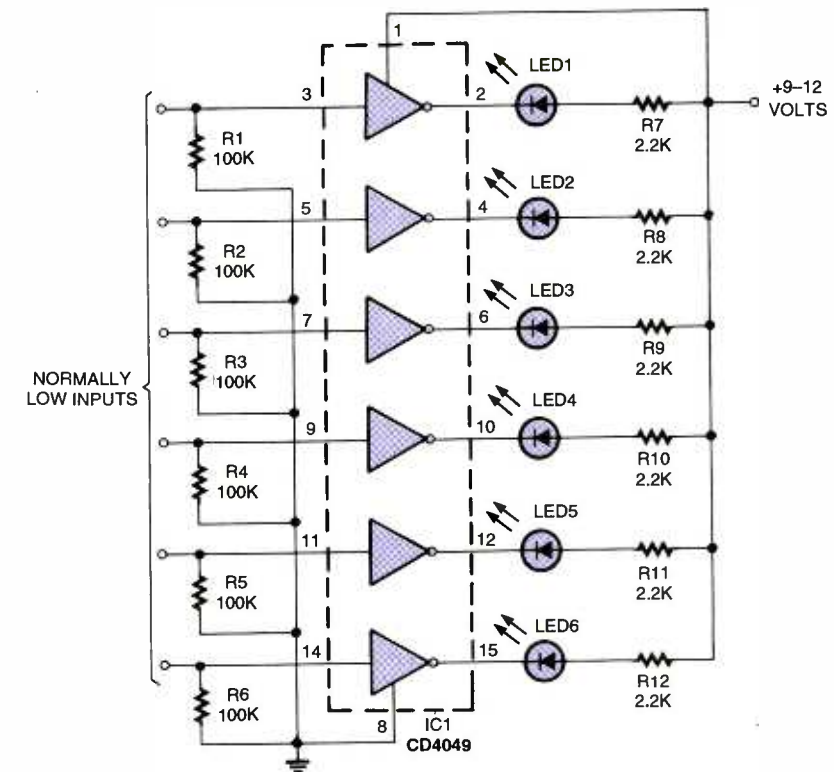 1
LED1
3
2
+9–12
VOLTS
R1
100K
R7
2.2K
LED2
5
4
R2
100K
R8
2.2K
LED3
7
6
R3
100K
R9
2.2K
NORMALLY
LOW INPUTS
LED4
9
10
R4
100K
R10
2.2K
LED5
11
12
R5
100K
R11
2.2K
LED6
14
15
R6
100K
R12
2.2K
8
IC1
CD4049